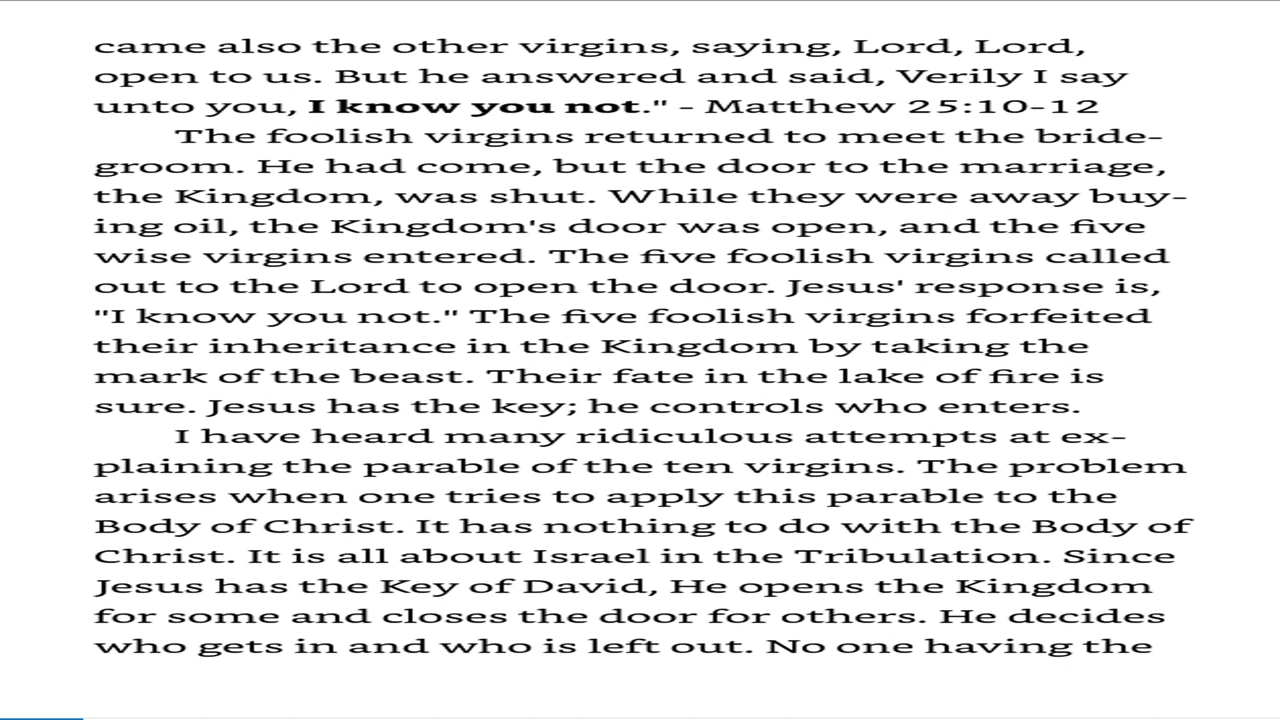 came also the other virgins, saying, Lord, Lord,
open to us. But he answered and said, Verily I say
unto you, I know you not." - Matthew 25:10-12
The foolish virgins returned to meet the bride-
groom. He had come, but the door to the marriage,
the Kingdom, was shut. While they were away buy-
ing oil, the Kingdom's door was open, and the five
wise virgins entered. The five foolish virgins called
out to the Lord to open the door. Jesus' response is,
"I know you not." The five foolish virgins forfeited
their inheritance in the Kingdom by taking the
mark of the beast. Their fate in the lake of fire is
sure. Jesus has the key; he controls who enters.
I have heard many ridiculous attempts at ex-
plaining the parable of the ten virgins. The problem
arises when one tries to apply this parable to the
Body of Christ. It has nothing to do with the Body of
Christ. It is all about Israel in the Tribulation. Since
Jesus has the Key of David, He opens the Kingdom
for some and closes the door for others. He decides
who gets in and who is left out. No one having the